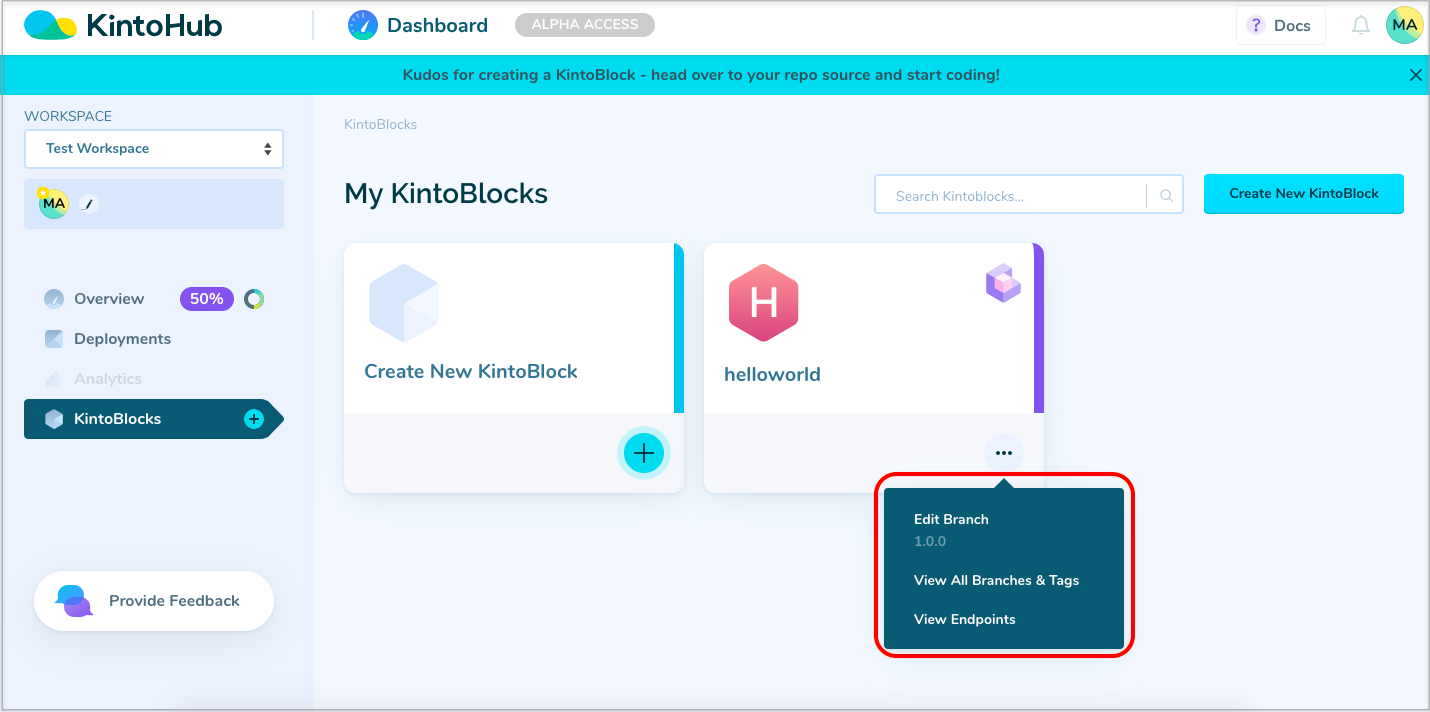 KintoHub
Dashboard
ALPHA ACCESS
? Docs
MA
Kudos for creating a KintoBlock - head over to your repo source and start coding!
WORKSPACE
Test Workspace
MA
Overview
50%
Deployments
Analytics
KintoBlocks
Provide Feedback
KintoBlocks
My KintoBlocks
Search Kintoblocks...
Create New KintoBlock
Create New KintoBlock
H
helloworld
Edit Branch
1.0.0
View All Branches & Tags
View Endpoints